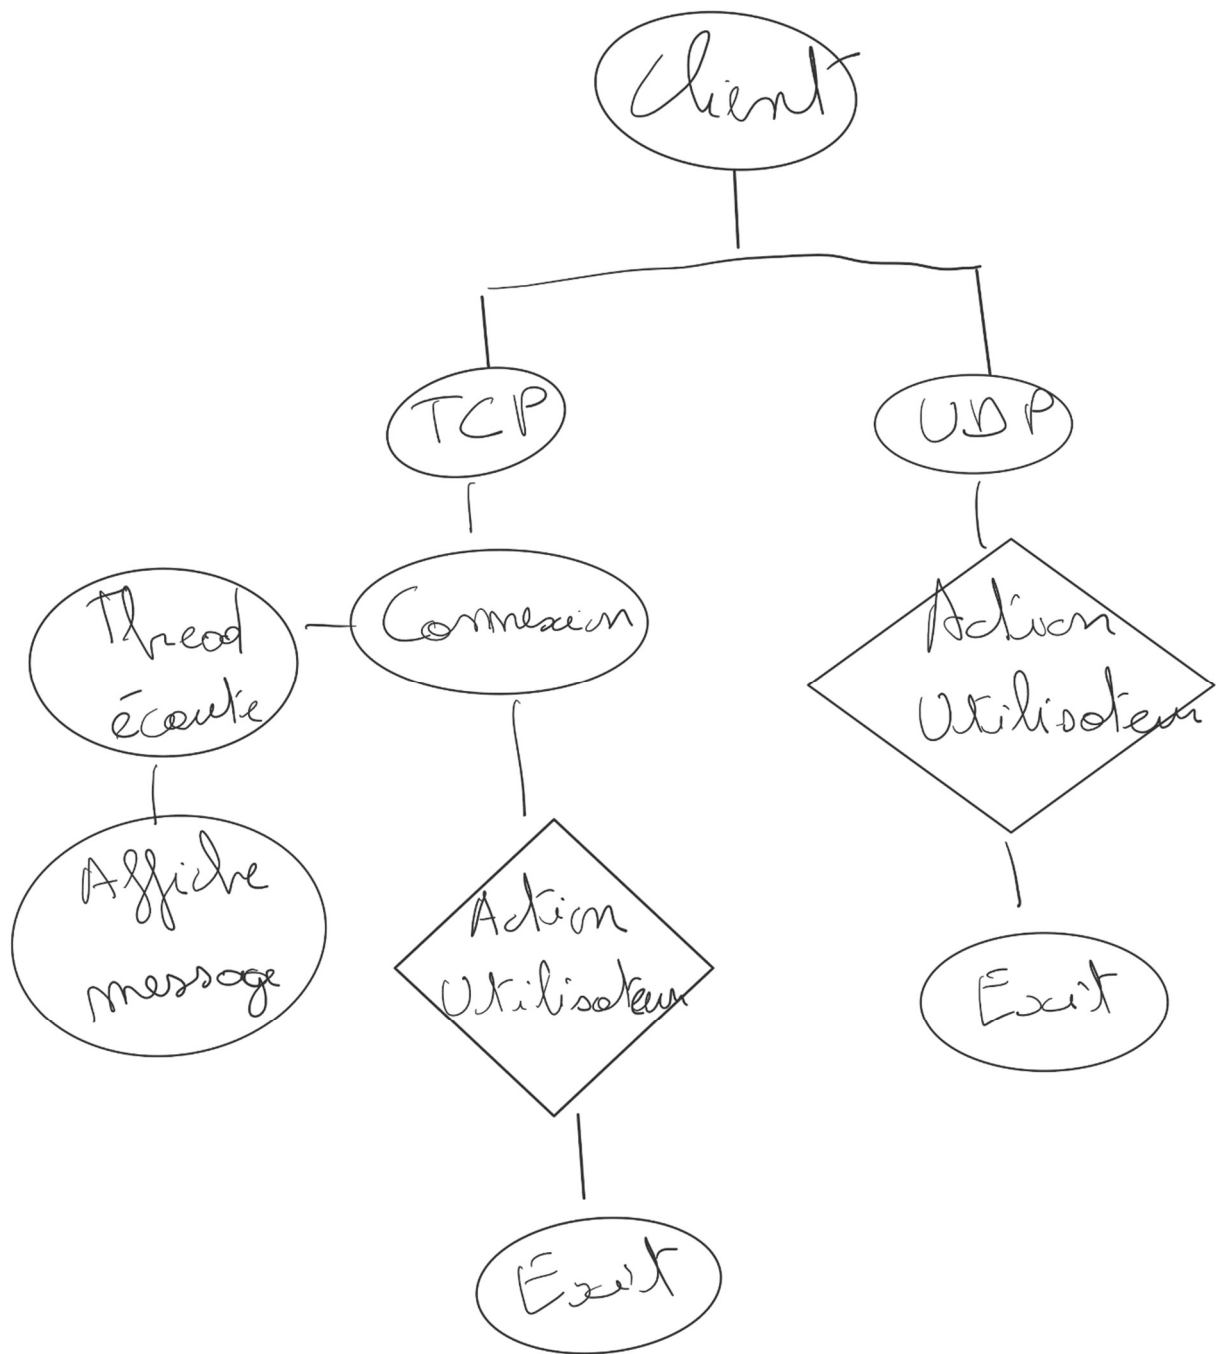 Client
TCP
UDP
Thread
écoute
Connexion
Action
Utilisateur
Affiche
message
Action
Utilisateur
Exit
Exit